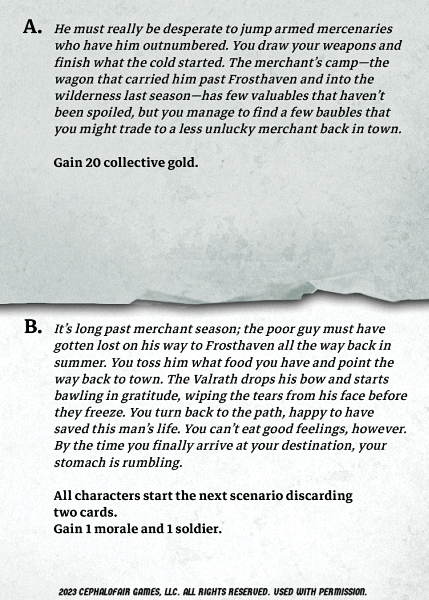 A. He must really be desperate to jump armed mercenaries
who have him outnumbered. You draw your weapons and
finish what the cold started. The merchant's camp—the
wagon that carried him past Frosthaven and into the
wilderness last season—has few valuables that haven't
been spoiled, but you manage to find a few baubles that
you might trade to a less unlucky merchant back in town.
Gain 20 collective gold.
B. It's long past merchant season; the poor guy must have
gotten lost on his way to Frosthaven all the way back in
summer. You toss him what food you have and point the
way back to town. The Valrath drops his bow and starts
bawling in gratitude, wiping the tears from his face before
they freeze. You turn back to the path, happy to have
saved this man's life. You can't eat good feelings, however.
By the time you finally arrive at your destination, your
stomach is rumbling.
All characters start the next scenario discarding
two cards.
Gain 1 morale and 1 soldier.
2023 CEPHALOFAIR GAMES, LLC. ALL RIGHTS RESERVED. USED WITH PERMISSION.